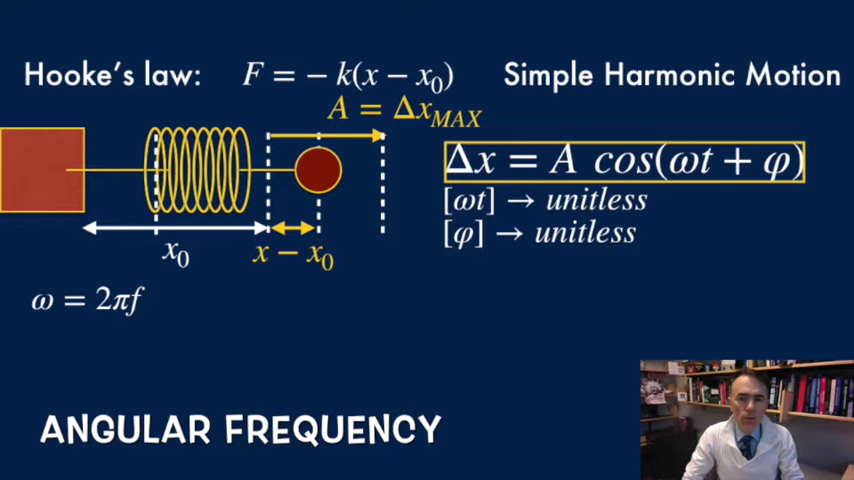 Hooke's law: F = − k(x − x₀) Simple Harmonic Motion
A = Δx_MAX
Δx = A cos(ωt + φ)
[ωt] → unitless
[φ] → unitless
x₀
x − x₀
ω = 2πf
ANGULAR FREQUENCY